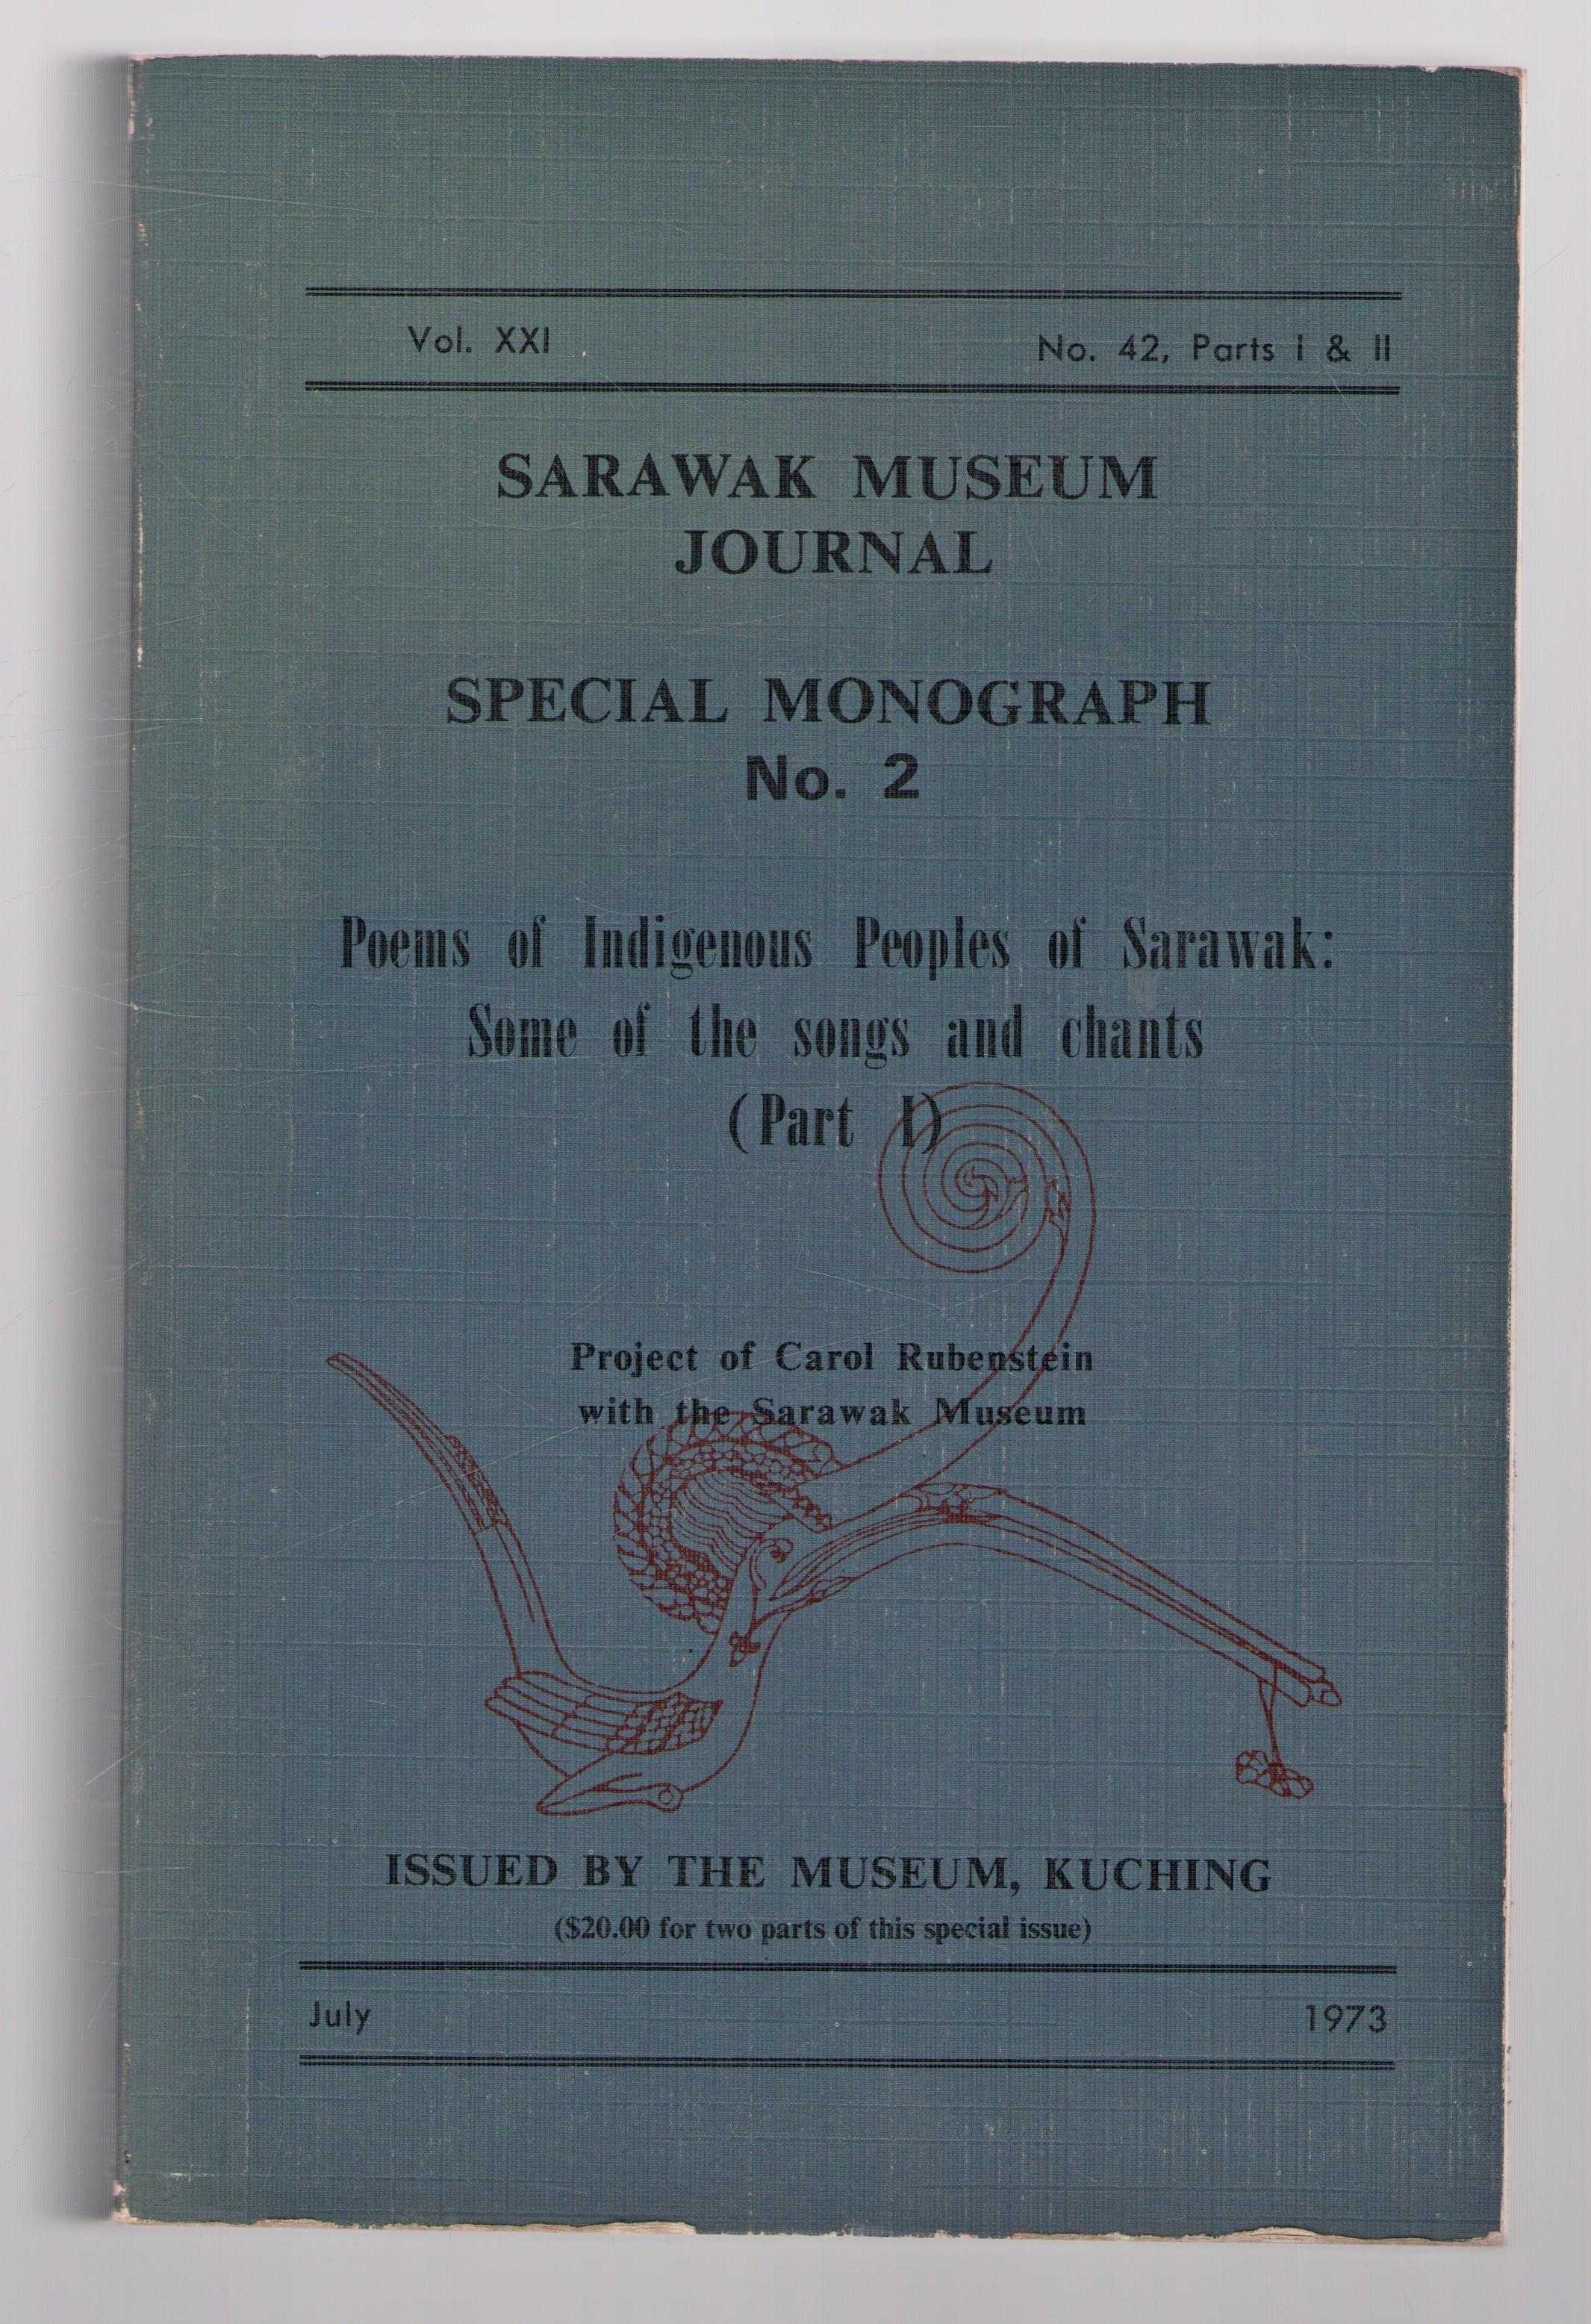 Vol. XXI No. 42, Parts I & II
SARAWAK MUSEUM
JOURNAL
SPECIAL MONOGRAPH
No. 2
Poems of Indigenous Peoples of Sarawak:
Some of the songs and chants
(Part I)
Project of Carol Rubenstein
with the Sarawak Museum
ISSUED BY THE MUSEUM, KUCHING
($20.00 for two parts of this special issue)
July 1973